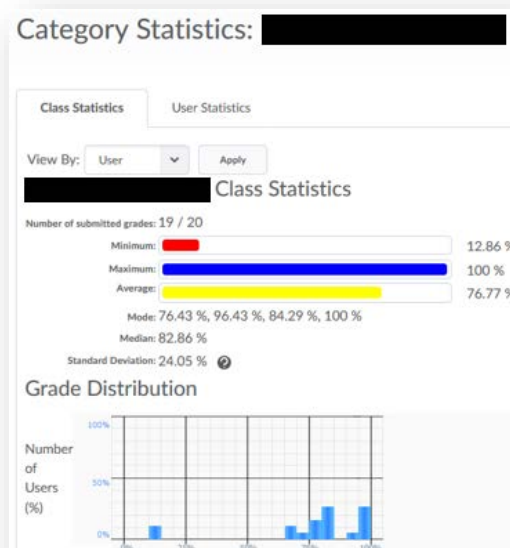 Category Statistics:
Class Statistics User Statistics
View By: User Apply
Class Statistics
Number of submitted grades: 19 / 20
Minimum: 12.86 %
Maximum: 100 %
Average: 76.77 %
Mode: 76.43 %, 96.43 %, 84.29 %, 100 %
Median: 82.86 %
Standard Deviation: 24.05 % ?
Grade Distribution
100%
Number
of
Users 50%
(%)
0%